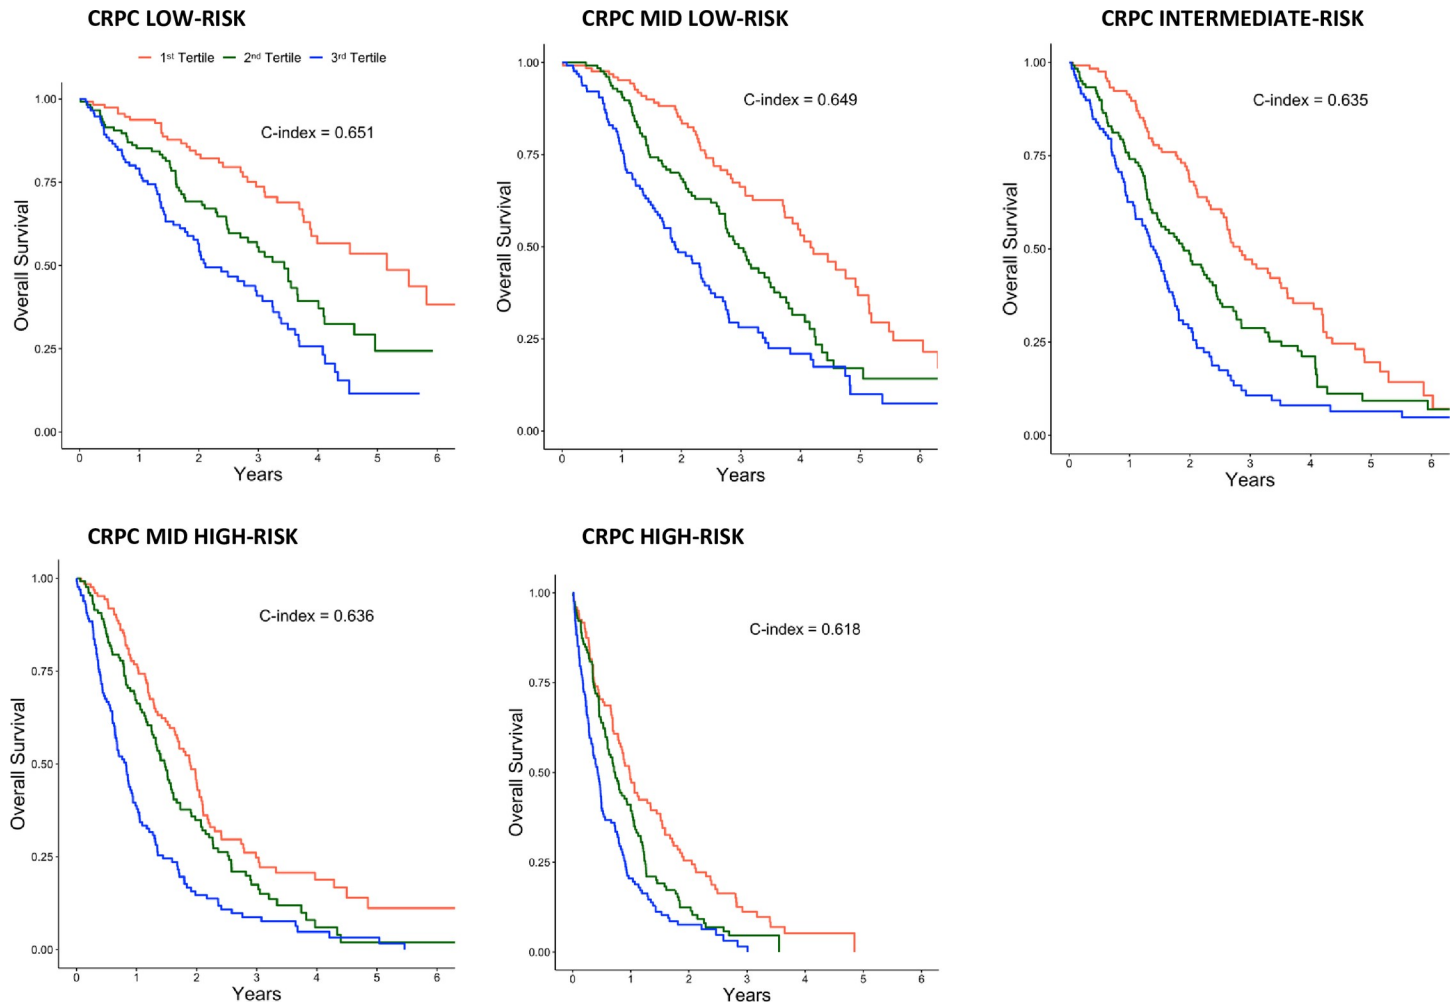 CRPC LOW-RISK
1st Tertile 2nd Tertile 3rd Tertile
C-index = 0.651
Overall Survival
1.00
0.75
0.50
0.25
0.00
0 1 2 3 4 5 6
Years
CRPC MID LOW-RISK
C-index = 0.649
Overall Survival
1.00
0.75
0.50
0.25
0.00
0 1 2 3 4 5 6
Years
CRPC INTERMEDIATE-RISK
C-index = 0.635
Overall Survival
1.00
0.75
0.50
0.25
0.00
0 1 2 3 4 5 6
Years
CRPC MID HIGH-RISK
C-index = 0.636
Overall Survival
1.00
0.75
0.50
0.25
0.00
0 1 2 3 4 5 6
Years
CRPC HIGH-RISK
C-index = 0.618
Overall Survival
1.00
0.75
0.50
0.25
0.00
0 1 2 3 4 5 6
Years